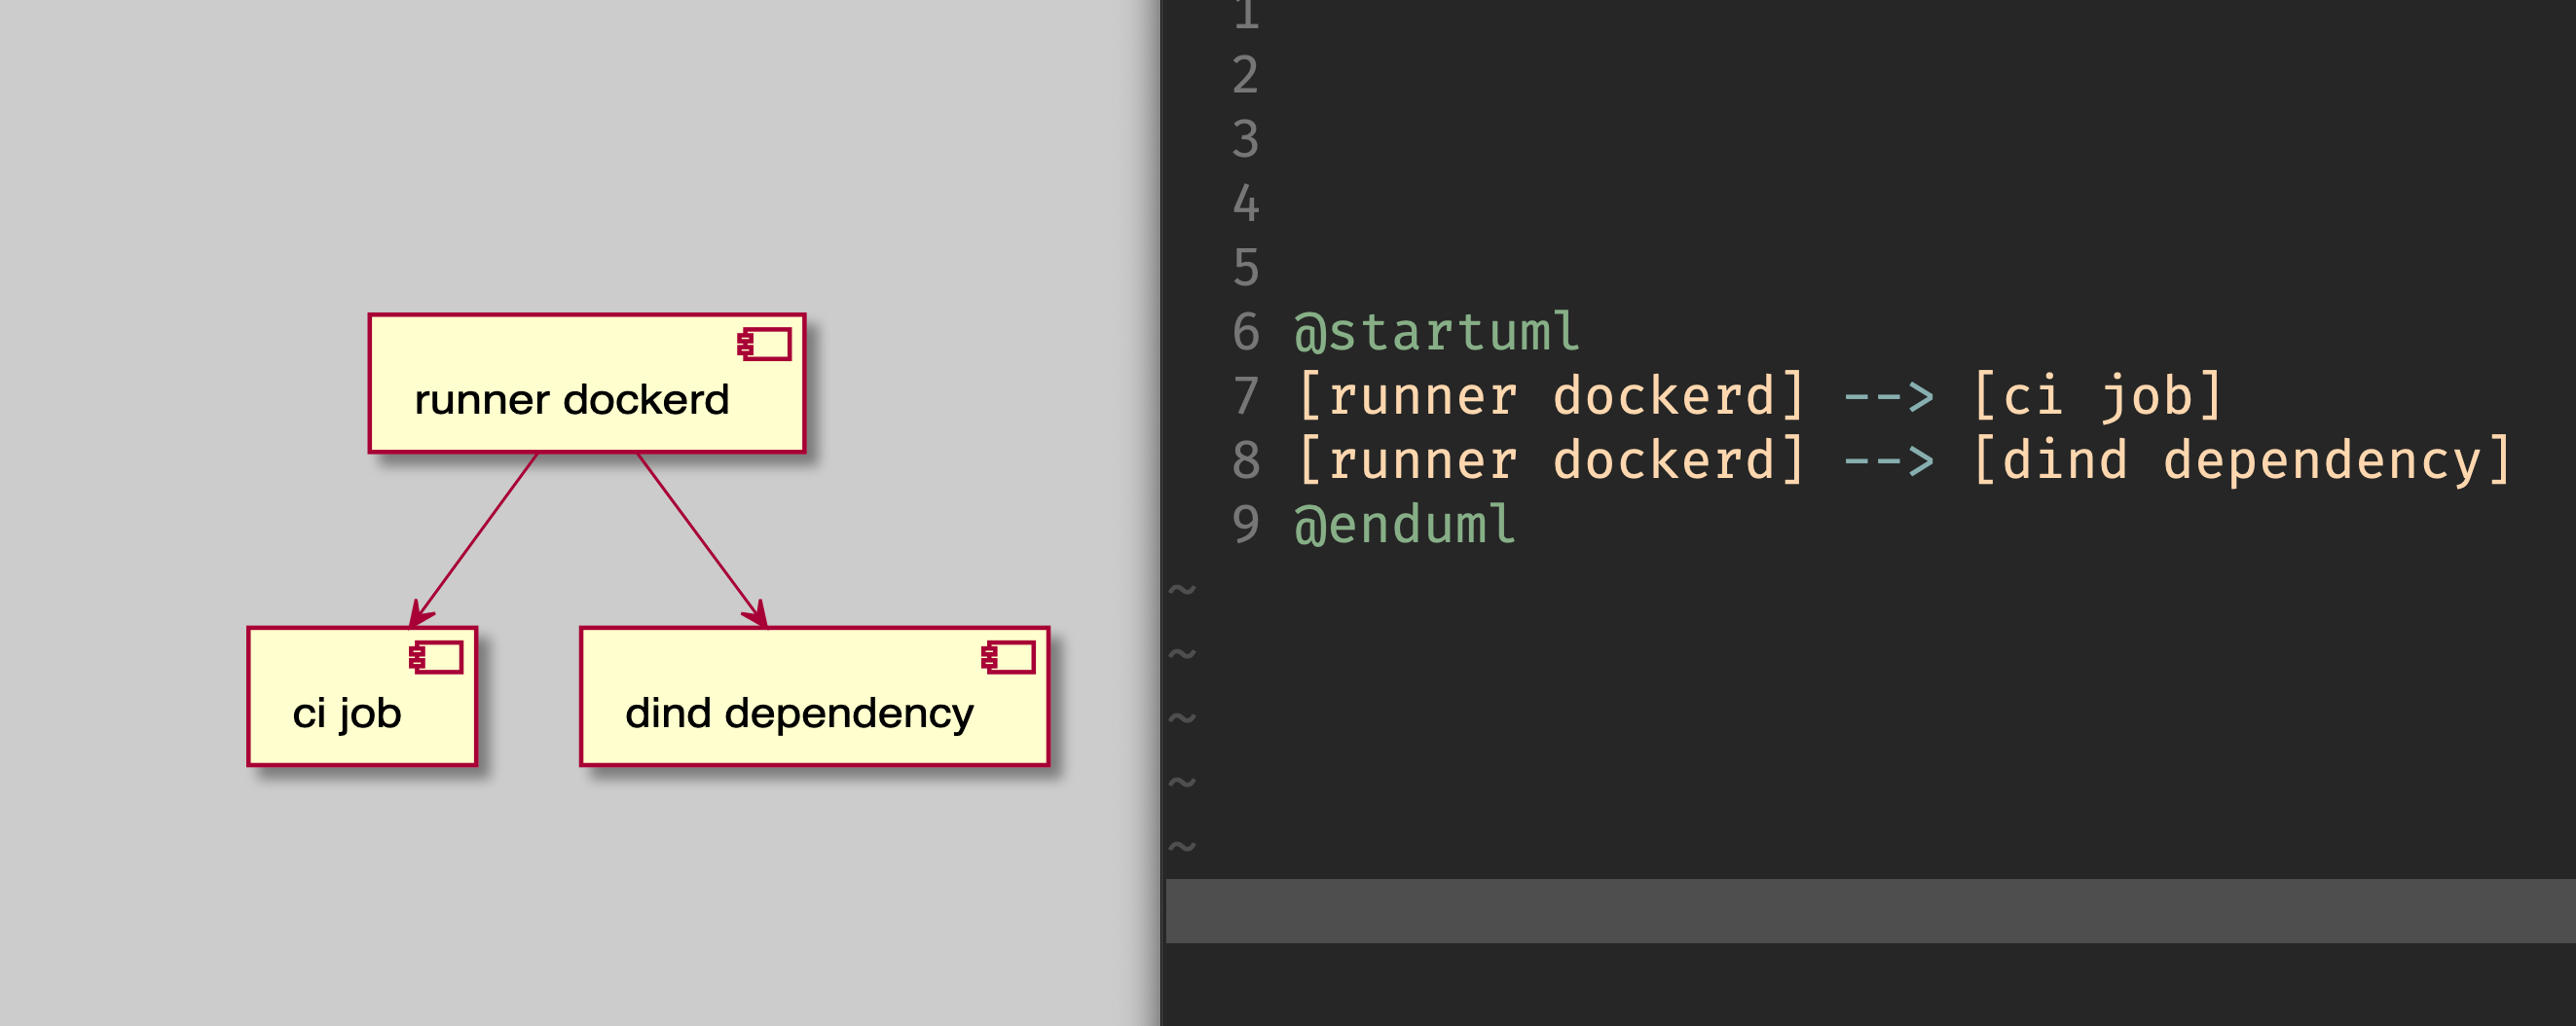 runner dockerd
ci job
dind dependency
1
2
3
4
5
6 @startuml
7 [runner dockerd] --> [ci job]
8 [runner dockerd] --> [dind dependency]
9 @enduml
~
~
~
~
~